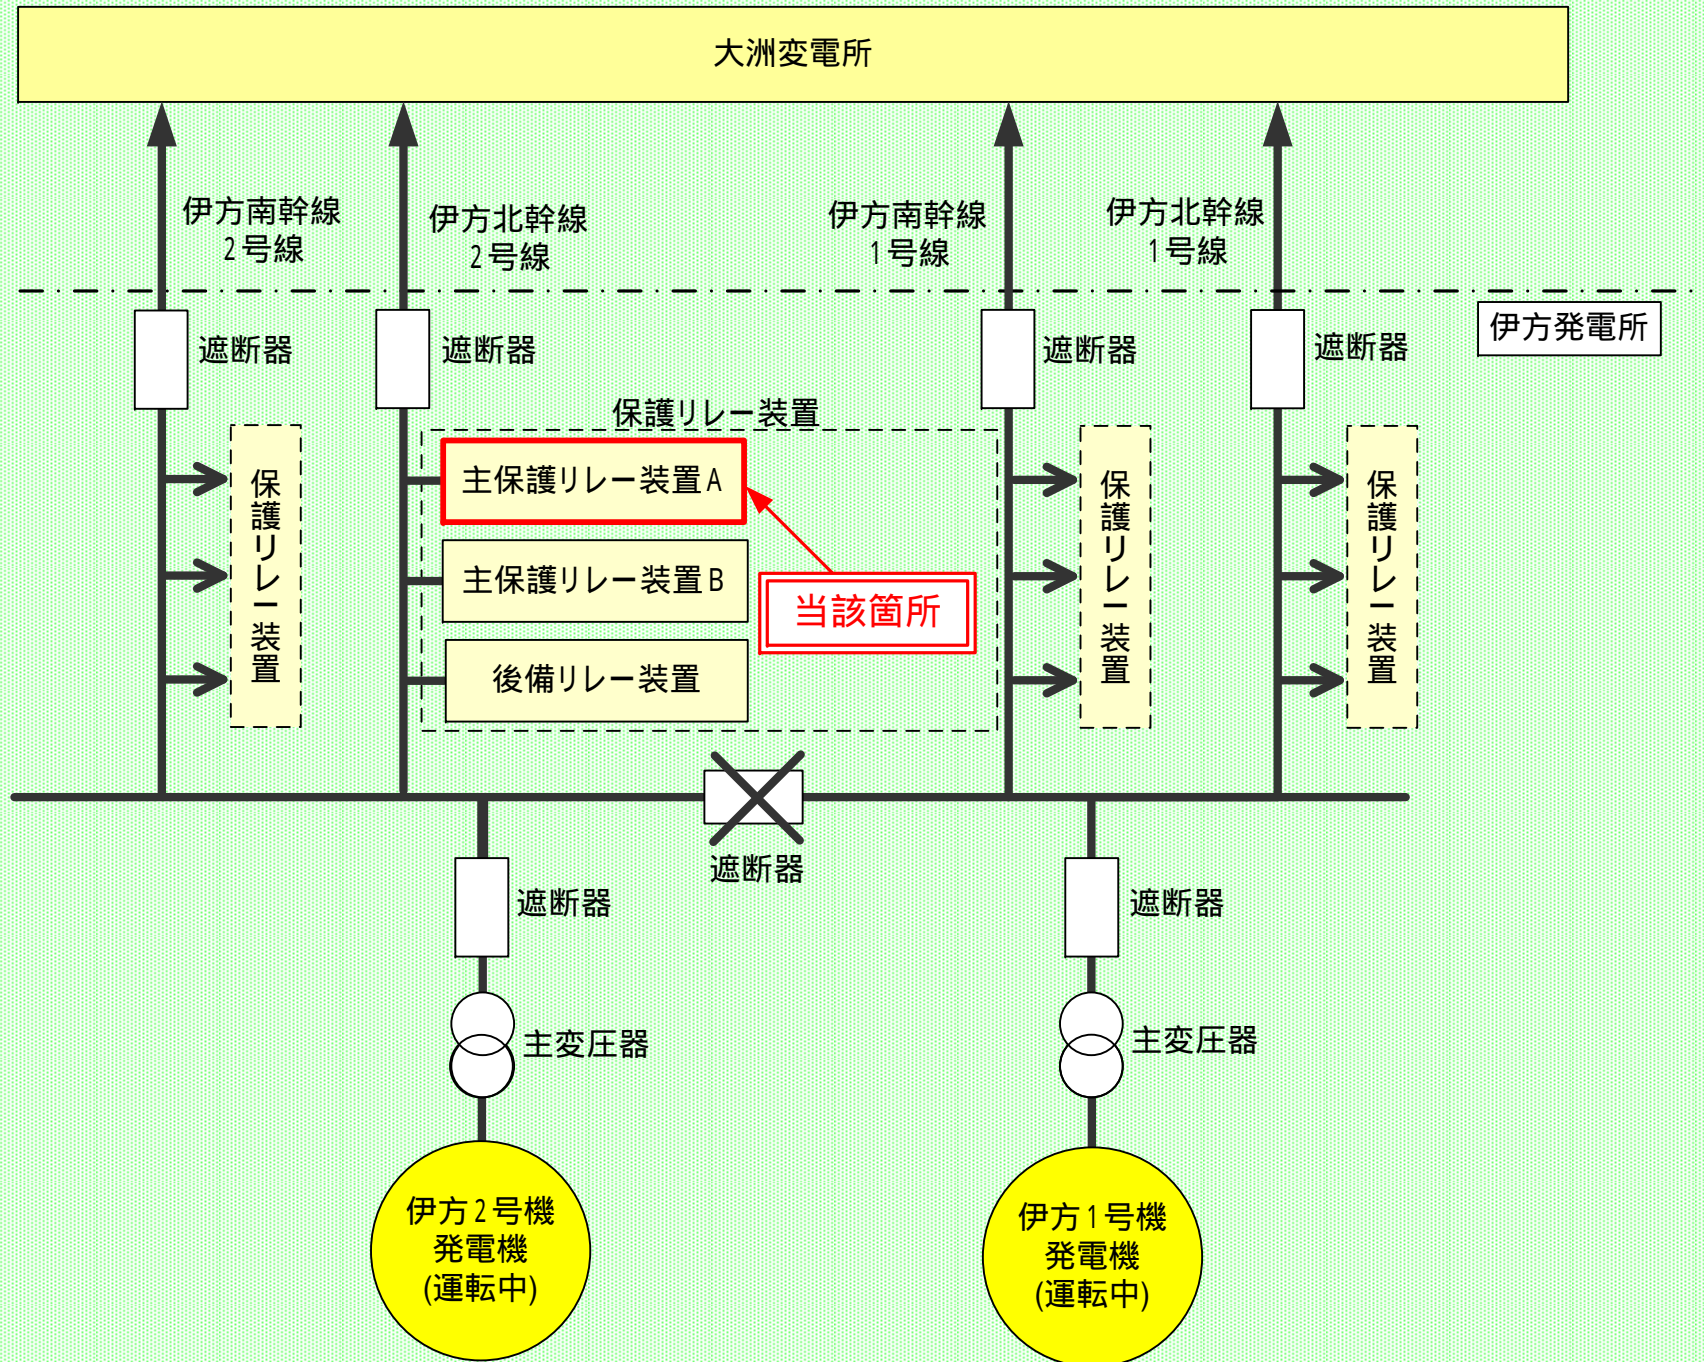 大洲変電所
伊方南幹線
2号線
伊方北幹線
2号線
伊方南幹線
1号線
伊方北幹線
1号線
伊方発電所
遮断器
遮断器
遮断器
遮断器
保護リレー装置
保護リレー装置
主保護リレー装置A
主保護リレー装置B
後備リレー装置
当該箇所
保護リレー装置
保護リレー装置
遮断器
遮断器
遮断器
主変圧器
主変圧器
伊方2号機
発電機
(運転中)
伊方1号機
発電機
(運転中)